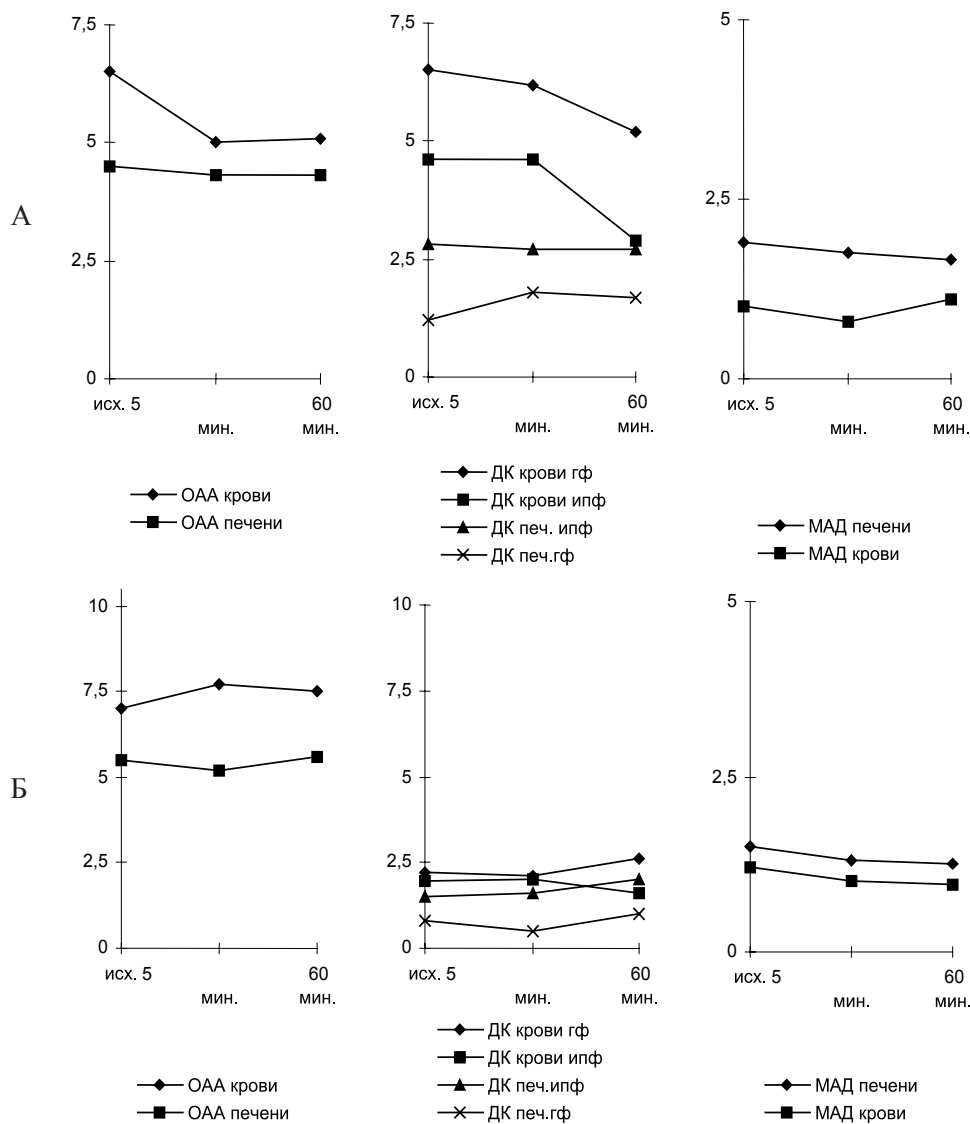 7,5
5
2,5
0
исх. 5
мин.
60
мин.
ОАА крови
ОАА печени
7,5
5
2,5
0
исх. 5
мин.
60
мин.
ДК крови гф
ДК крови ипф
ДК печ. ипф
ДК печ.гф
5
2,5
0
исх. 5
мин.
60
мин.
МАД печени
МАД крови
А
10
7,5
5
2,5
0
исх. 5
мин.
60
мин.
ОАА крови
ОАА печени
10
7,5
5
2,5
0
исх. 5
мин.
60
мин.
ДК крови гф
ДК крови ипф
ДК печ.ипф
ДК печ.гф
5
2,5
0
исх. 5
мин.
60
мин.
МАД печени
МАД крови
Б